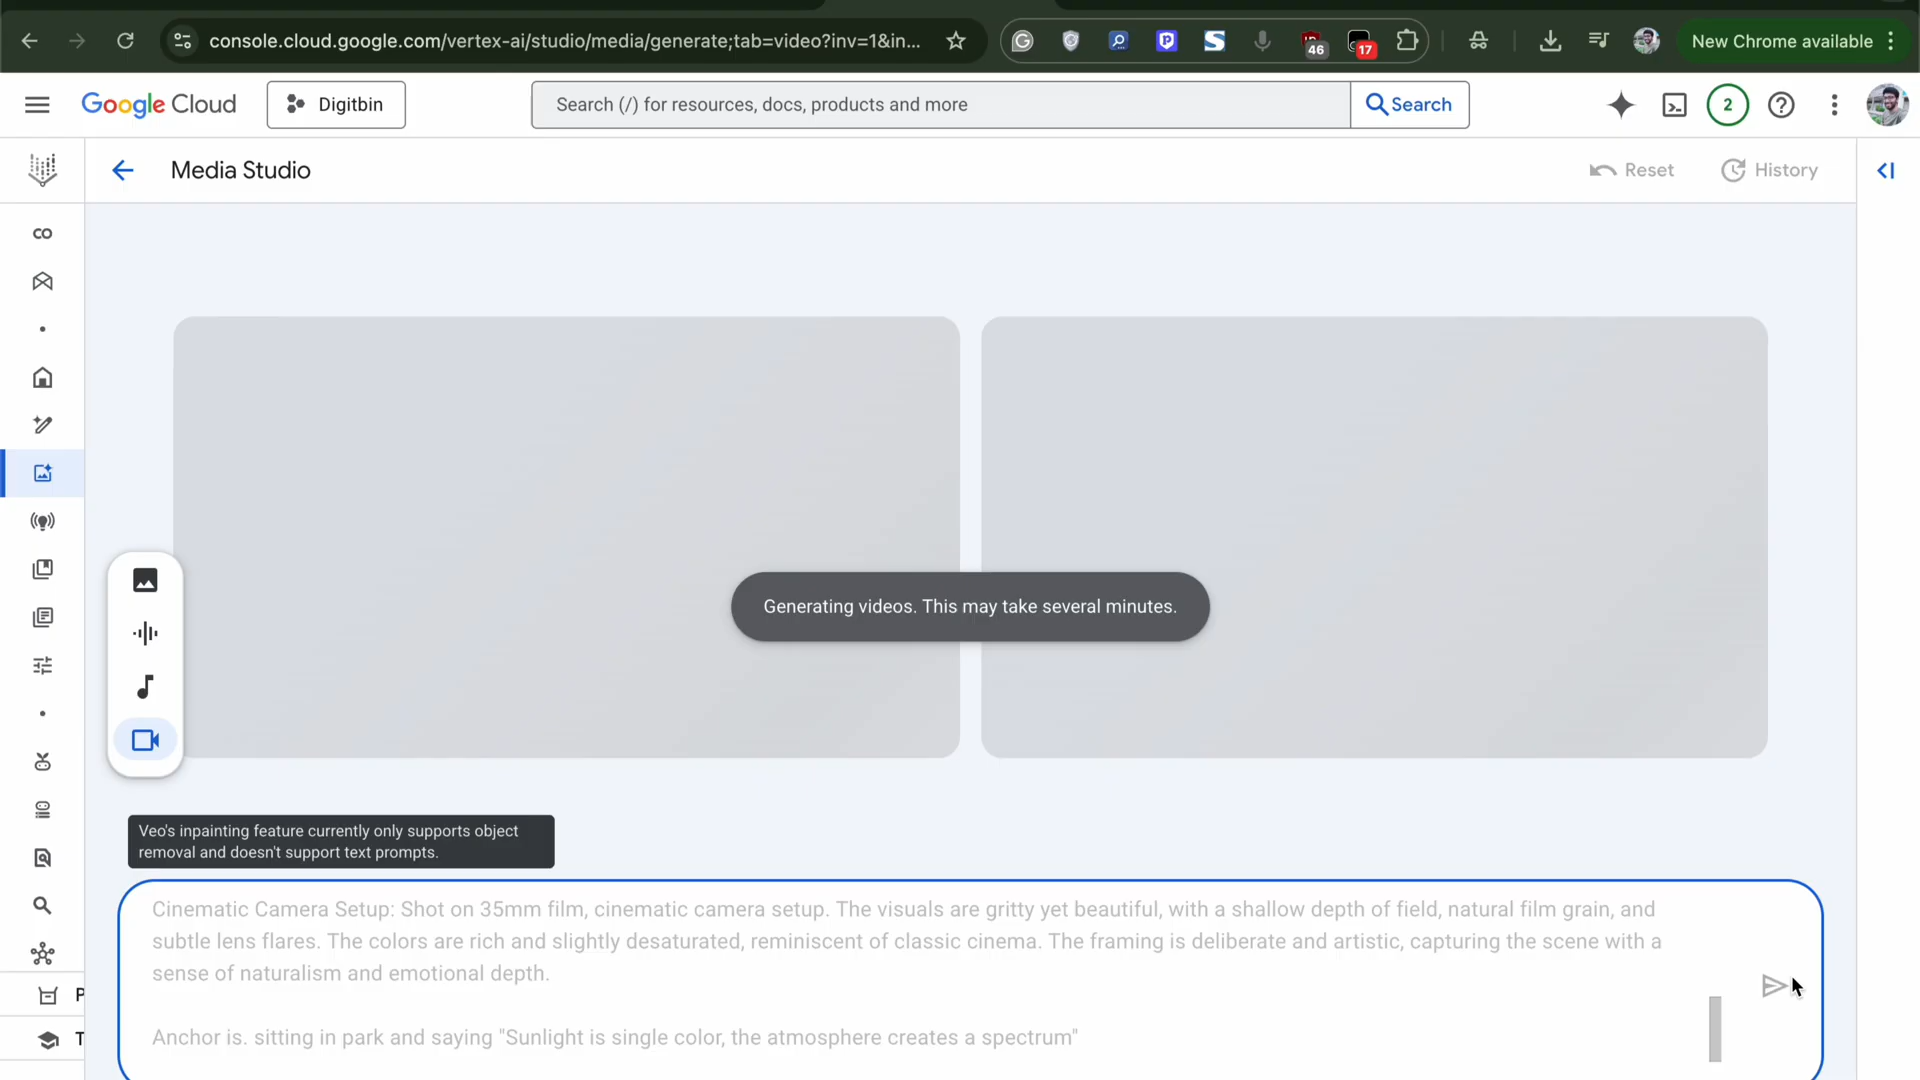 console.cloud.google.com/vertex-ai/studio/media/generate;tab=video?inv=1&in...
46
17
New Chrome available
Google Cloud
Digitbin
Search (/) for resources, docs, products and more
Search
2
Media Studio
Reset
History
Generating videos. This may take several minutes.
Veo's inpainting feature currently only supports object
removal and doesn't support text prompts.
Cinematic Camera Setup: Shot on 35mm film, cinematic camera setup. The visuals are gritty yet beautiful, with a shallow depth of field, natural film grain, and
subtle lens flares. The colors are rich and slightly desaturated, reminiscent of classic cinema. The framing is deliberate and artistic, capturing the scene with a
sense of naturalism and emotional depth.
P
Anchor is. sitting in park and saying "Sunlight is single color, the atmosphere creates a spectrum"
T